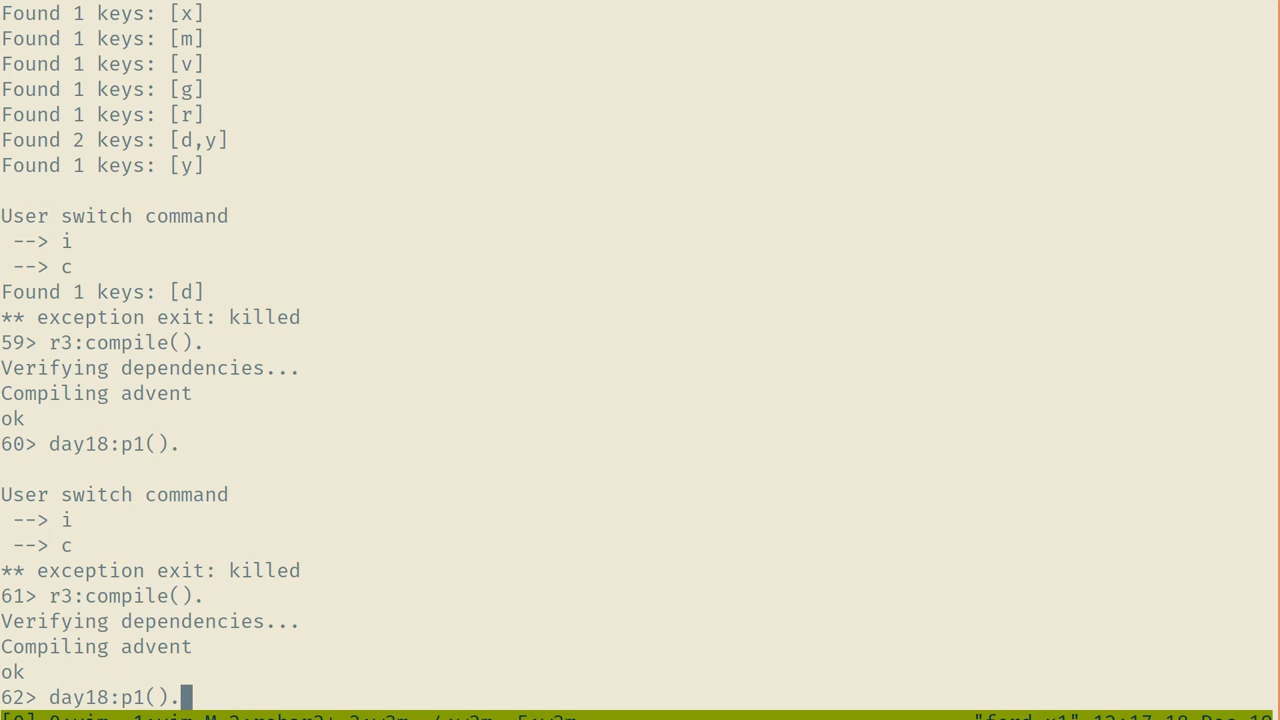 Found 1 keys: [x]
Found 1 keys: [m]
Found 1 keys: [v]
Found 1 keys: [g]
Found 1 keys: [r]
Found 2 keys: [d,y]
Found 1 keys: [y]
User switch command
 --> i
 --> c
Found 1 keys: [d]
** exception exit: killed
59> r3:compile().
Verifying dependencies...
Compiling advent
ok
60> day18:p1().
User switch command
 --> i
 --> c
** exception exit: killed
61> r3:compile().
Verifying dependencies...
Compiling advent
ok
62> day18:p1().